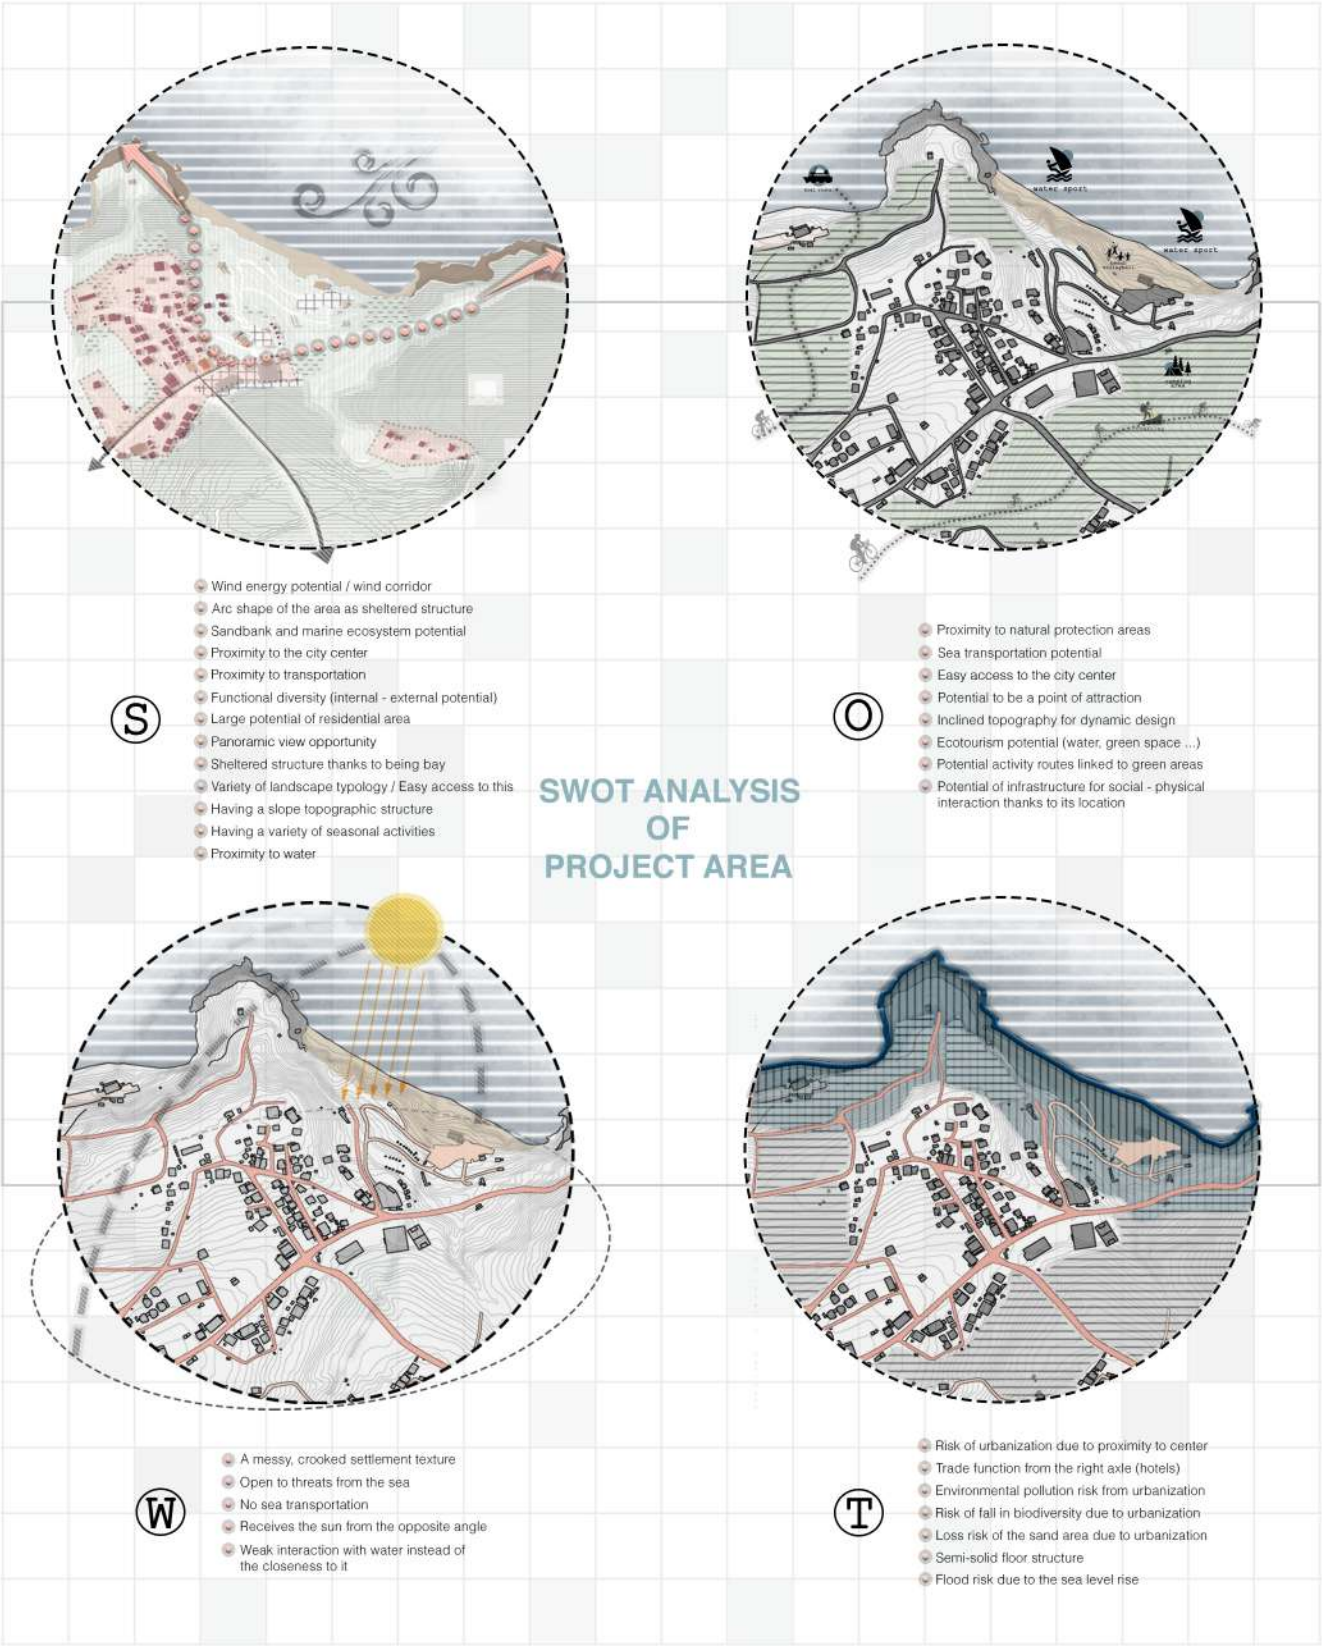 water sport
water sport
camping
area
Wind energy potential / wind corridor
Arc shape of the area as sheltered structure
Sandbank and marine ecosystem potential
Proximity to the city center
Proximity to transportation
Functional diversity (internal - external potential)
Large potential of residential area
Panoramic view opportunity
Sheltered structure thanks to being bay
Variety of landscape typology / Easy access to this
Having a slope topographic structure
Having a variety of seasonal activities
Proximity to water
S
Proximity to natural protection areas
Sea transportation potential
Easy access to the city center
Potential to be a point of attraction
Inclined topography for dynamic design
Ecotourism potential (water, green space ...)
Potential activity routes linked to green areas
Potential of infrastructure for social - physical
interaction thanks to its location
O
SWOT ANALYSIS
OF
PROJECT AREA
A messy, crooked settlement texture
Open to threats from the sea
No sea transportation
Receives the sun from the opposite angle
Weak interaction with water instead of
the closeness to it
W
Risk of urbanization due to proximity to center
Trade function from the right axle (hotels)
Environmental pollution risk from urbanization
Risk of fall in biodiversity due to urbanization
Loss risk of the sand area due to urbanization
Semi-solid floor structure
Flood risk due to the sea level rise
T